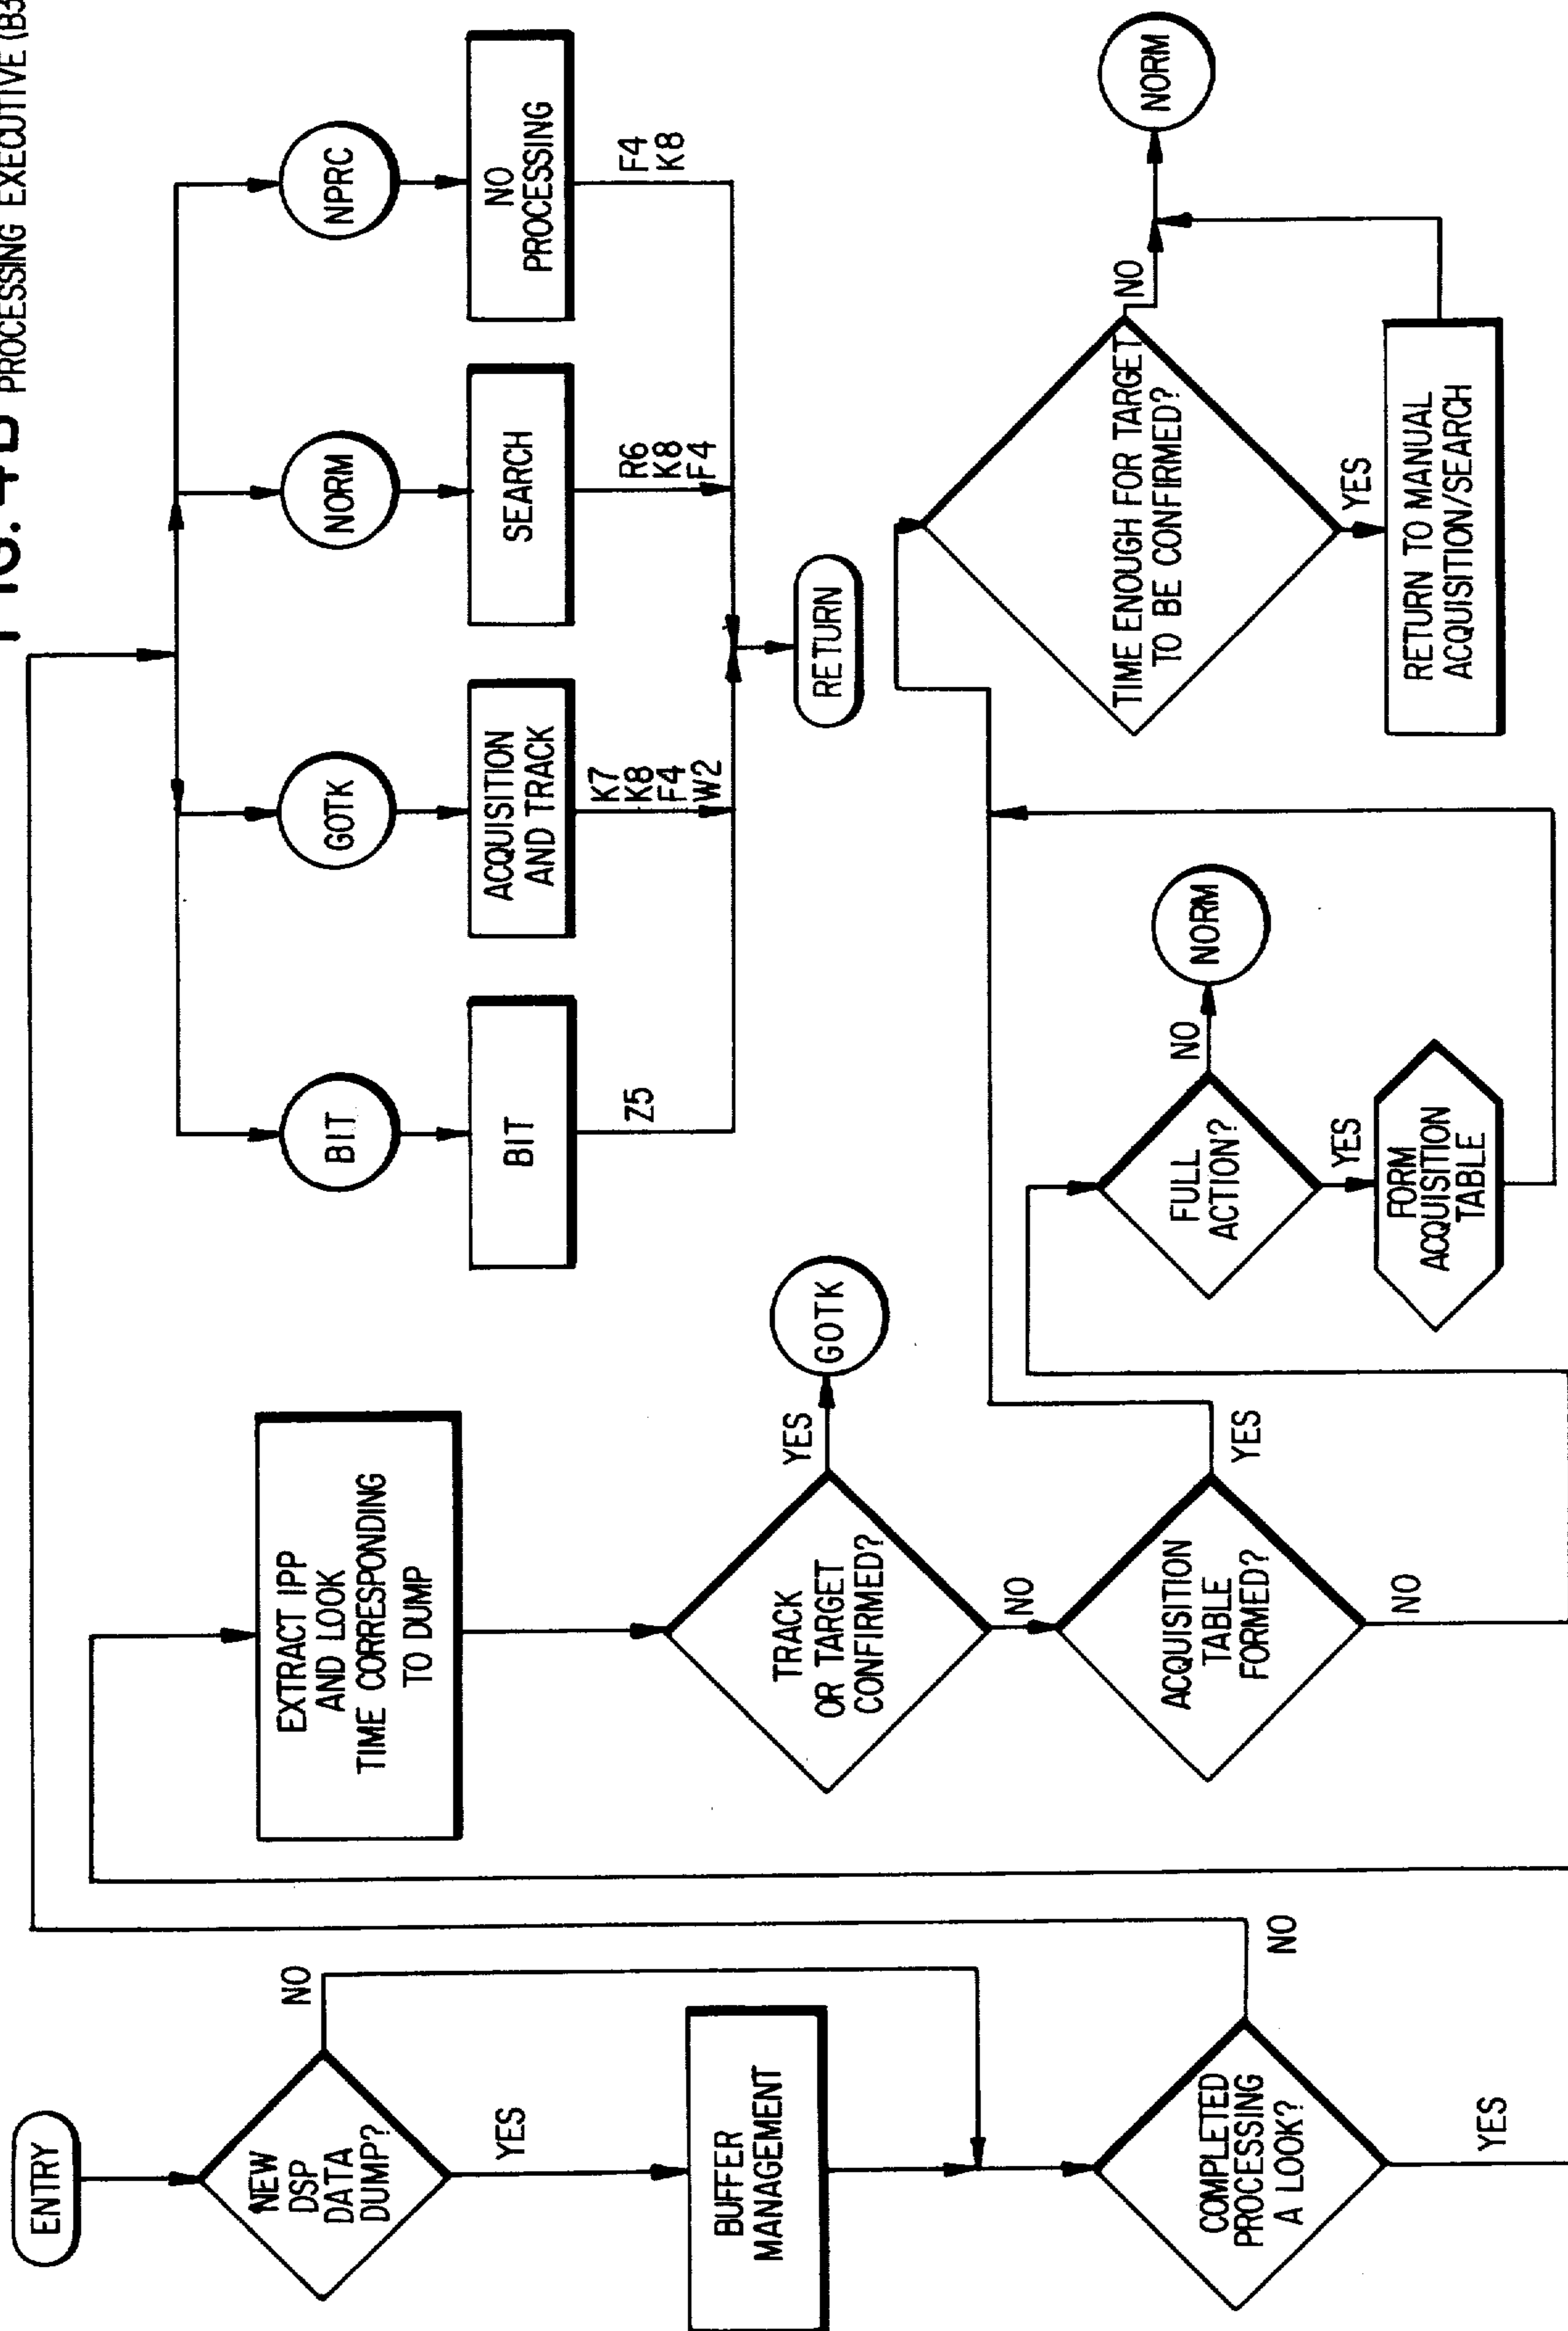 PROCESSING EXECUTIVE (B3
ENTRY
NEW
DSP
DATA
DUMP?
NO
YES
BUFFER
MANAGEMENT
COMPLETED
PROCESSING
A LOOK?
NO
YES
EXTRACT IPP
AND LOOK
TIME CORRESPONDING
TO DUMP
TRACK
OR TARGET
CONFIRMED?
YES
GOTK
NO
ACQUISITION
TABLE
FORMED?
YES
NO
BIT
BIT
Z5
GOTK
ACQUISITION
AND TRACK
K7
K8
F4
W2
NORM
SEARCH
R6
K8
F4
NPRC
NO
PROCESSING
F4
K8
RETURN
FULL
ACTION?
NO
NORM
YES
FORM
ACQUISITION
TABLE
TIME ENOUGH FOR TARGET
TO BE CONFIRMED?
NO
NORM
YES
RETURN TO MANUAL
ACQUISITION/SEARCH